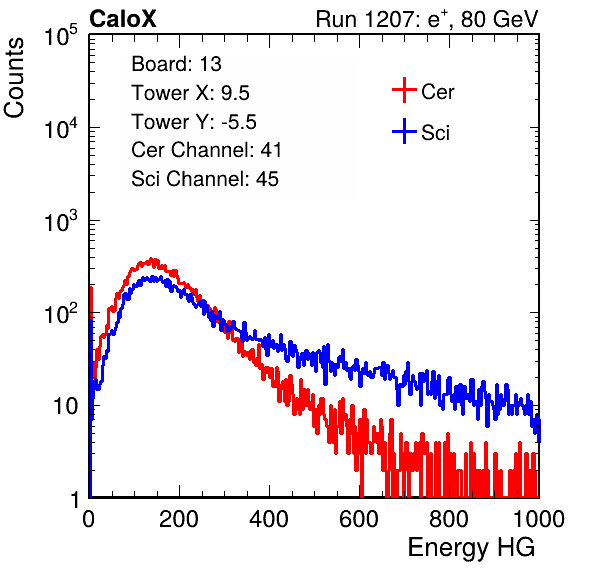 CaloX Run 1207: e⁺, 80 GeV
Board: 13
Tower X: 9.5
Tower Y: -5.5
Cer Channel: 41
Sci Channel: 45
Cer
Sci
Counts
10⁵
10⁴
10³
10²
10
1
0 200 400 600 800 1000
Energy HG